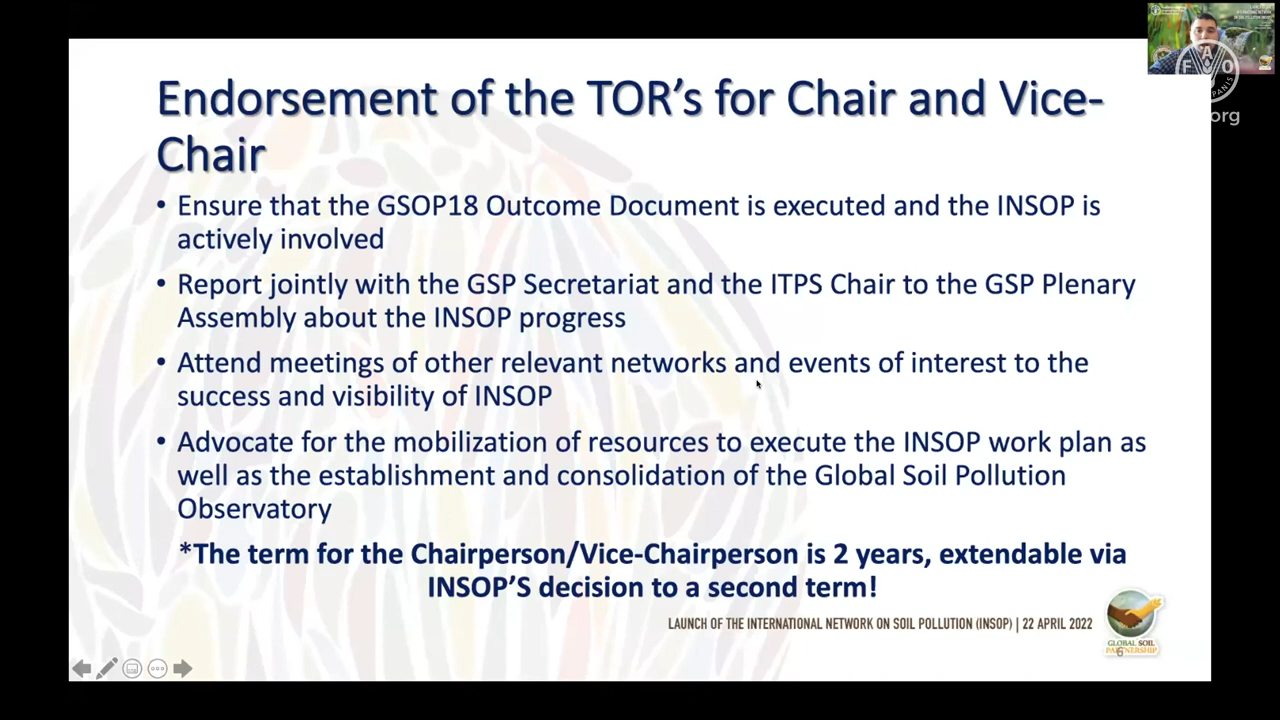 Endorsement of the TOR's for Chair and Vice-
Chair
• Ensure that the GSOP18 Outcome Document is executed and the INSOP is
actively involved
• Report jointly with the GSP Secretariat and the ITPS Chair to the GSP Plenary
Assembly about the INSOP progress
• Attend meetings of other relevant networks and events of interest to the
success and visibility of INSOP
• Advocate for the mobilization of resources to execute the INSOP work plan as
well as the establishment and consolidation of the Global Soil Pollution
Observatory
*The term for the Chairperson/Vice-Chairperson is 2 years, extendable via
INSOP'S decision to a second term!
LAUNCH OF THE INTERNATIONAL NETWORK ON SOIL POLLUTION (INSOP) | 22 APRIL 2022
GLOBAL SOIL
PARTNERSHIP
6
FAO
org